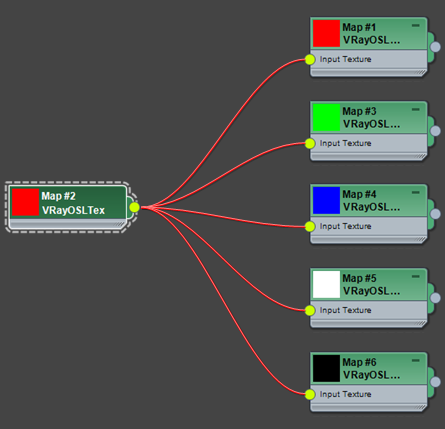 Map #1
VRayOSL...
Input Texture
Map #3
VRayOSL...
Input Texture
Map #2
VRayOSLTex
Map #4
VRayOSL...
Input Texture
Map #5
VRayOSL...
Input Texture
Map #6
VRayOSL...
Input Texture